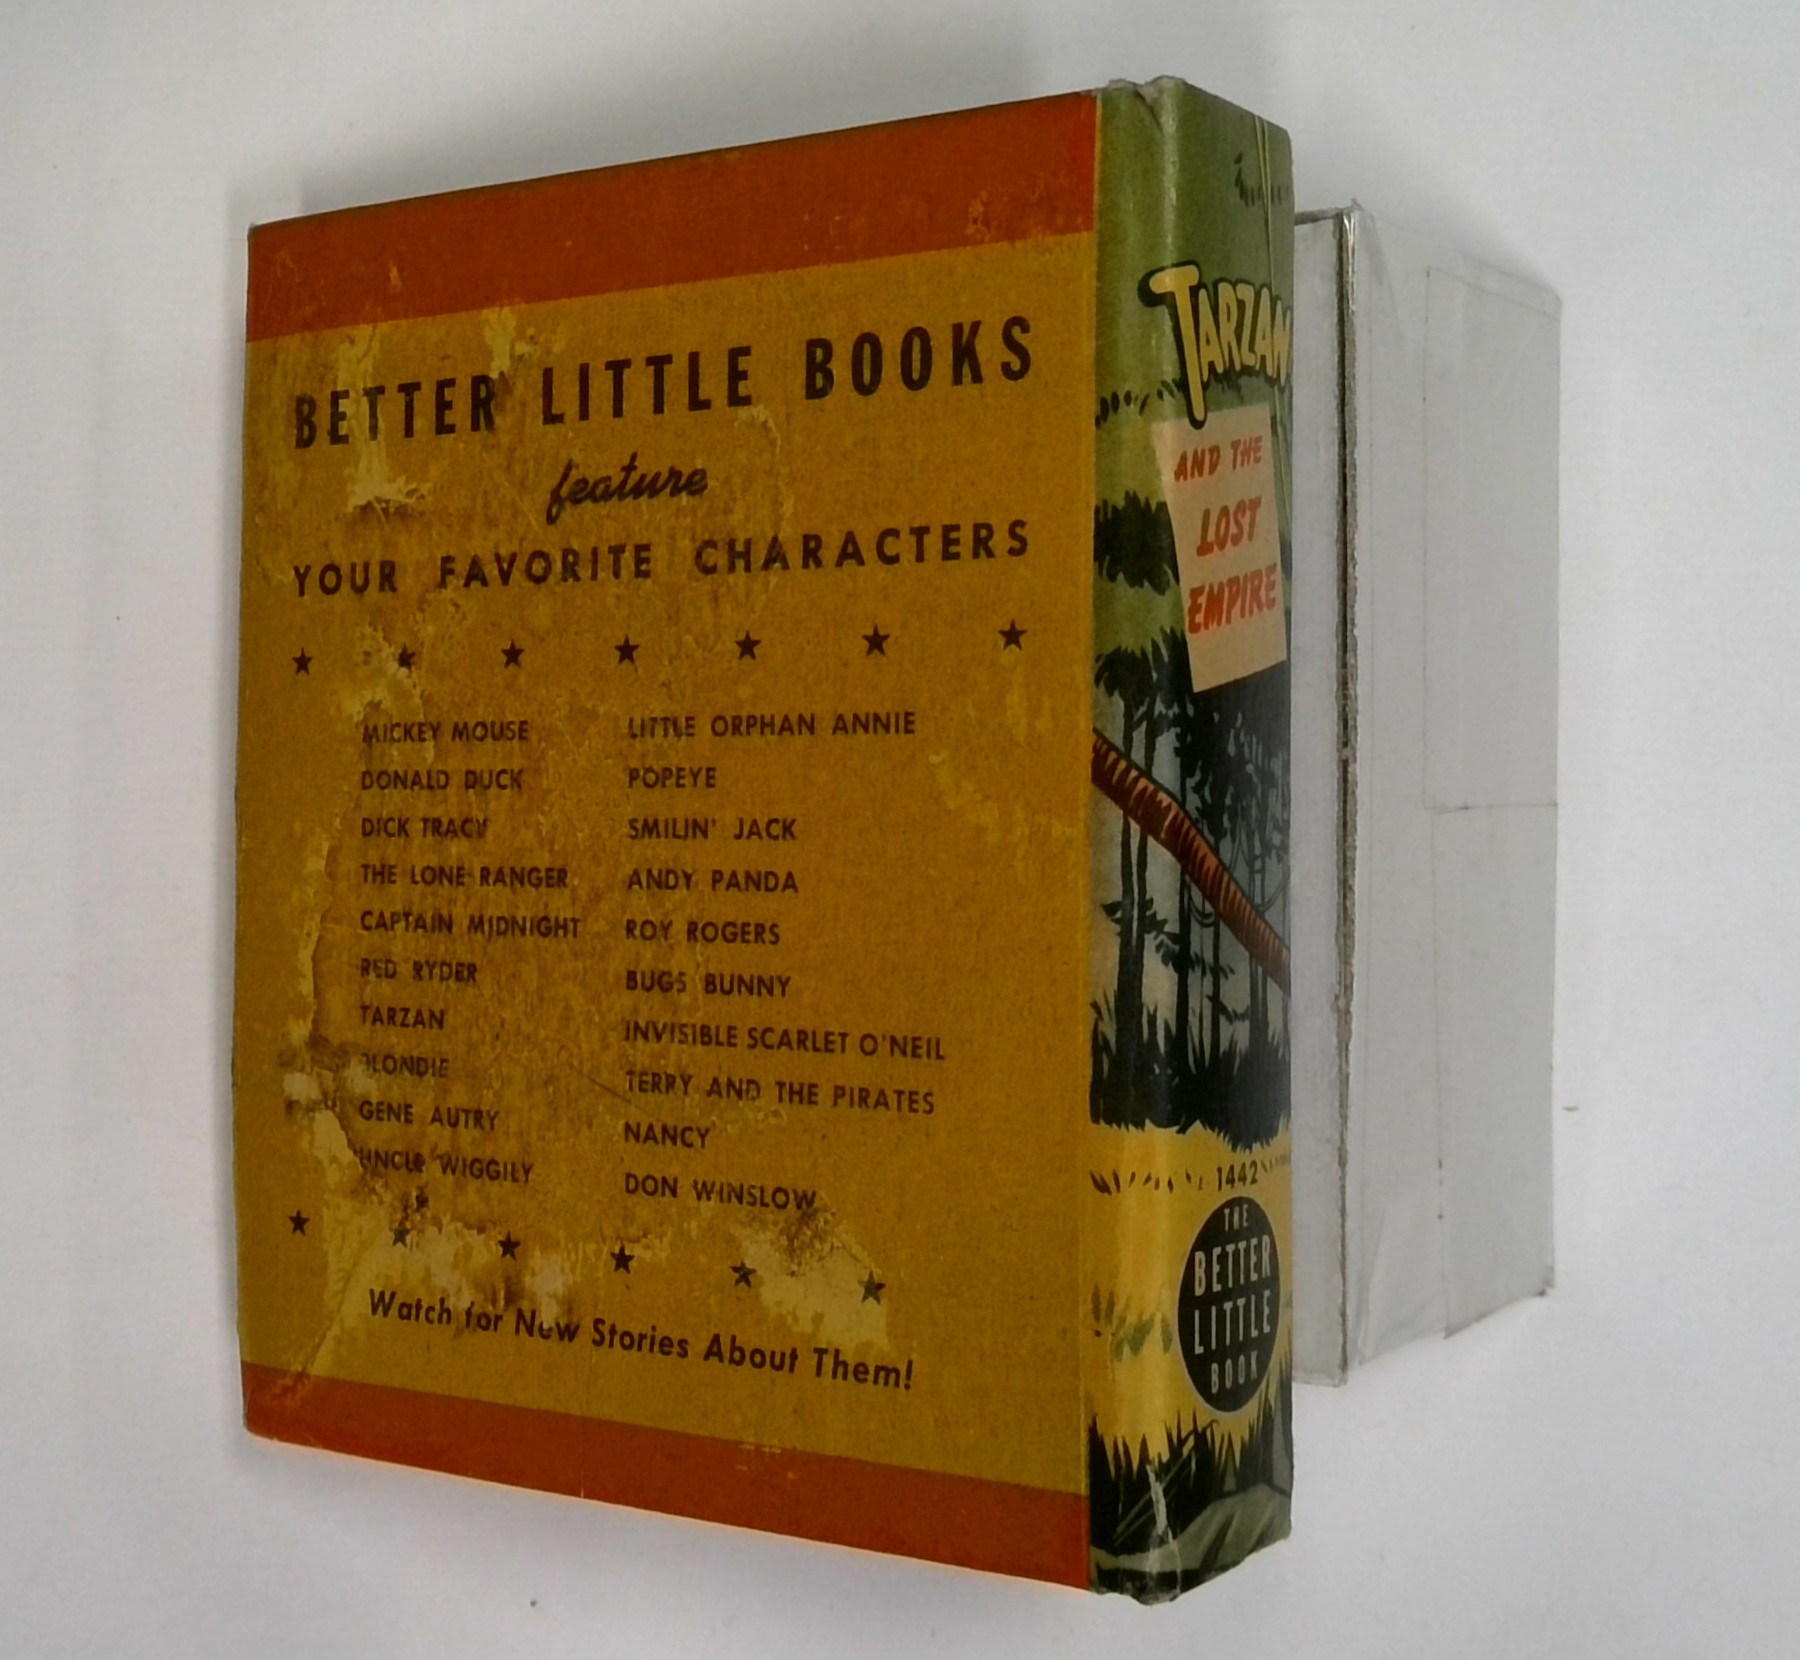 BETTER LITTLE BOOKS
feature
YOUR FAVORITE CHARACTERS
MICKEY MOUSE
DONALD DUCK
DICK TRACY
THE LONE RANGER
CAPTAIN MIDNIGHT
RED RYDER
TARZAN
BLONDIE
GENE AUTRY
UNCLE WIGGILY
LITTLE ORPHAN ANNIE
POPEYE
SMILIN' JACK
ANDY PANDA
ROY ROGERS
BUGS BUNNY
INVISIBLE SCARLET O'NEIL
TERRY AND THE PIRATES
NANCY
DON WINSLOW
Watch for New Stories About Them!
TARZAN
AND THE
LOST
EMPIRE
1442
THE
BETTER
LITTLE
BOOK